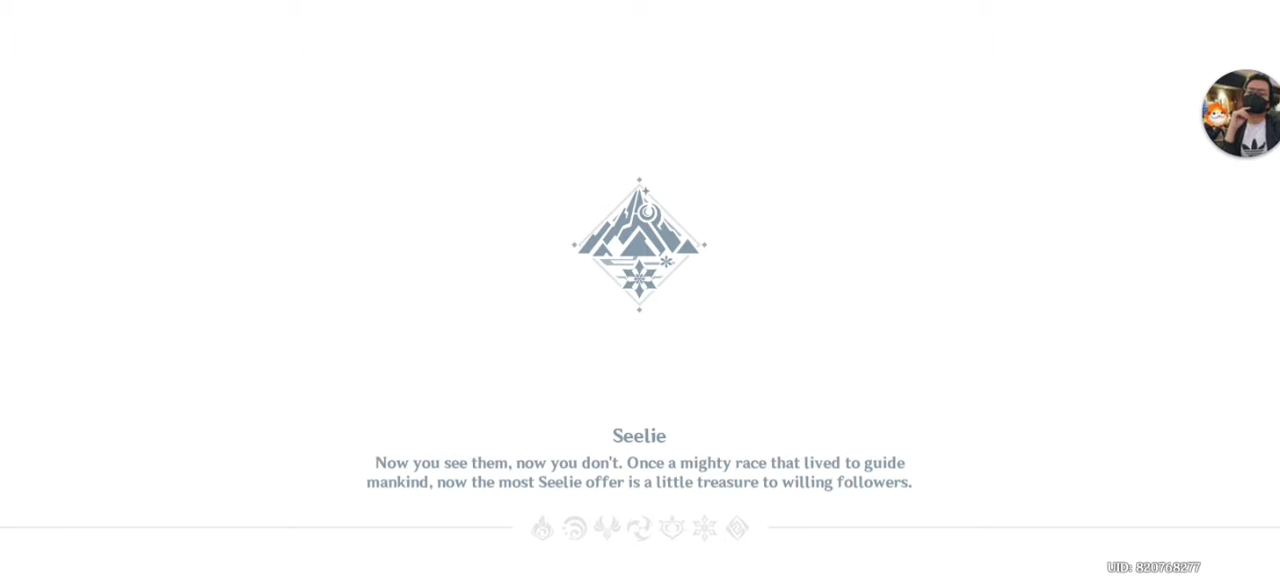 Seelie
Now you see them, now you don't. Once a mighty race that lived to guide
mankind, now the most Seelie offer is a little treasure to willing followers.
UID: 820768277